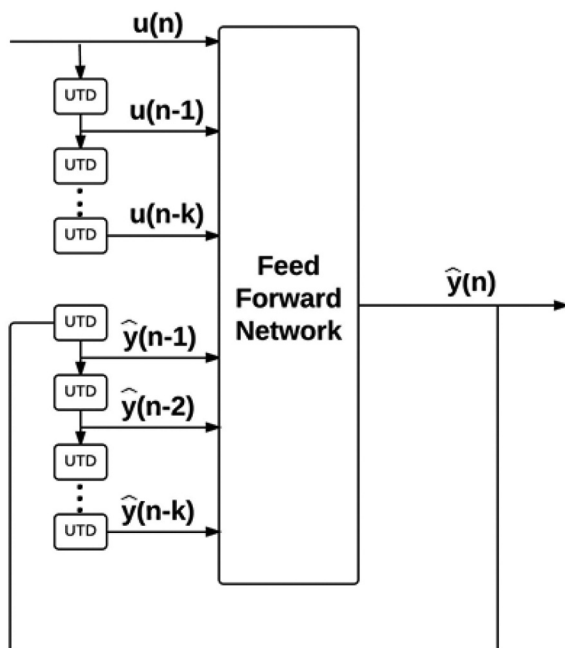 u(n)
UTD
u(n-1)
UTD
u(n-k)
UTD
Feed
Forward
Network
ŷ(n)
UTD
ŷ(n-1)
UTD
ŷ(n-2)
UTD
ŷ(n-k)
UTD